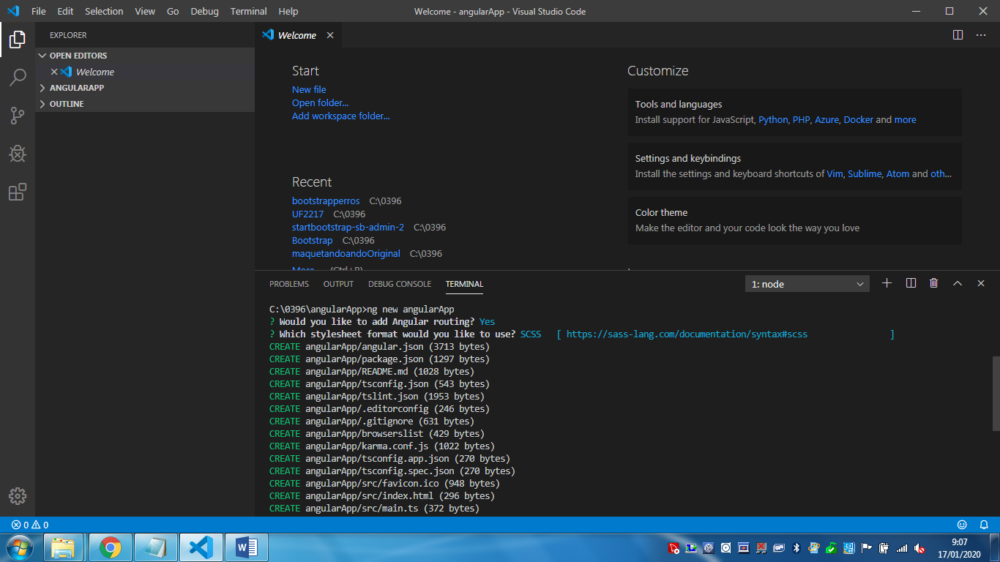 File Edit Selection View Go Debug Terminal Help
Welcome - angularApp - Visual Studio Code
EXPLORER
OPEN EDITORS
Welcome
ANGULARAPP
OUTLINE
Welcome
Start
New file
Open folder...
Add workspace folder...
Recent
bootstrapperros C:\0396
UF2217 C:\0396
startbootstrap-sb-admin-2 C:\0396
Bootstrap C:\0396
maquetandoandoOriginal C:\0396
More... (Ctrl+R)
Customize
Tools and languages
Install support for JavaScript, Python, PHP, Azure, Docker and more
Settings and keybindings
Install the settings and keyboard shortcuts of Vim, Sublime, Atom and oth...
Color theme
Make the editor and your code look the way you love
PROBLEMS OUTPUT DEBUG CONSOLE TERMINAL
1: node
C:\0396\angularApp>ng new angularApp
? Would you like to add Angular routing? Yes
? Which stylesheet format would you like to use? SCSS [ https://sass-lang.com/documentation/syntax#scss ]
CREATE angularApp/angular.json (3713 bytes)
CREATE angularApp/package.json (1297 bytes)
CREATE angularApp/README.md (1028 bytes)
CREATE angularApp/tsconfig.json (543 bytes)
CREATE angularApp/tslint.json (1953 bytes)
CREATE angularApp/.editorconfig (246 bytes)
CREATE angularApp/.gitignore (631 bytes)
CREATE angularApp/browserslist (429 bytes)
CREATE angularApp/karma.conf.js (1022 bytes)
CREATE angularApp/tsconfig.app.json (270 bytes)
CREATE angularApp/tsconfig.spec.json (270 bytes)
CREATE angularApp/src/favicon.ico (948 bytes)
CREATE angularApp/src/index.html (296 bytes)
CREATE angularApp/src/main.ts (372 bytes)
0 0
9:07
17/01/2020